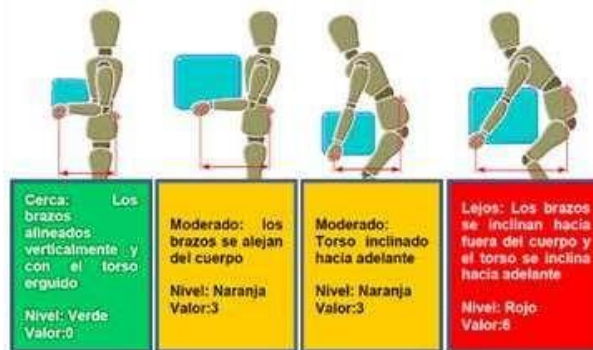 Cerca: Los
brazos
alineados
verticalmente y
con el torso
erguido
Nivel: Verde
Valor:0
Moderado: los
brazos se alejan
del cuerpo
Nivel: Naranja
Valor:3
Moderado:
Torso inclinado
hacia adelante
Nivel: Naranja
Valor:3
Lejos: Los brazos
se inclinan hacia
fuera del cuerpo y
el torso se inclina
hacia adelante
Nivel: Rojo
Valor:6